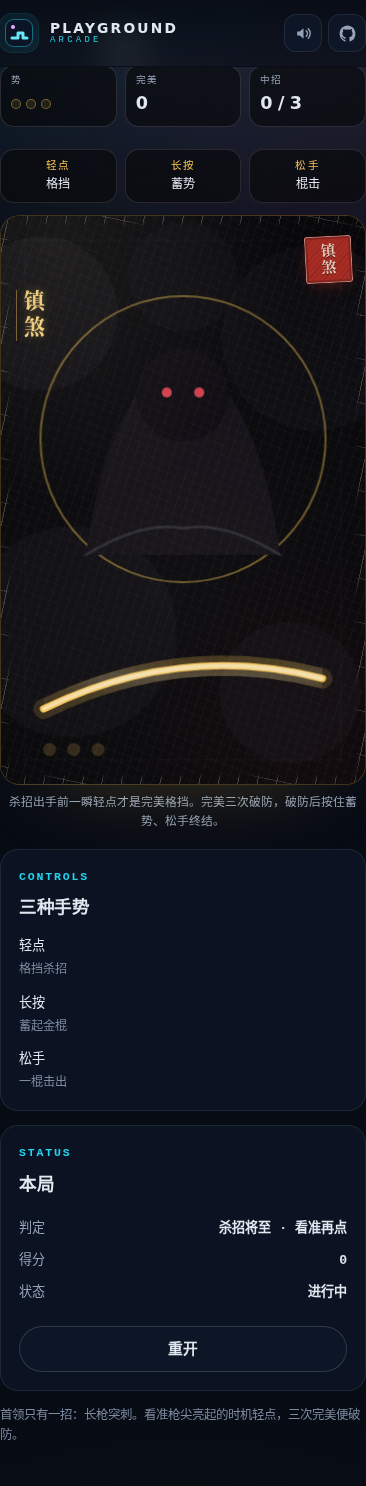 PLAYGROUND
ARCADE
势
完美
中招
0
0 / 3
轻点
长按
松手
格挡
蓄势
棍击
镇煞
镇煞
杀招出手前一瞬轻点才是完美格挡。完美三次破防，破防后按住蓄
势、松手终结。
CONTROLS
三种手势
轻点
格挡杀招
长按
蓄起金棍
松手
一棍击出
STATUS
本局
判定
杀招将至 · 看准再点
得分
0
状态
进行中
重开
首领只有一招：长枪突刺。看准枪尖亮起的时机轻点，三次完美便破
防。